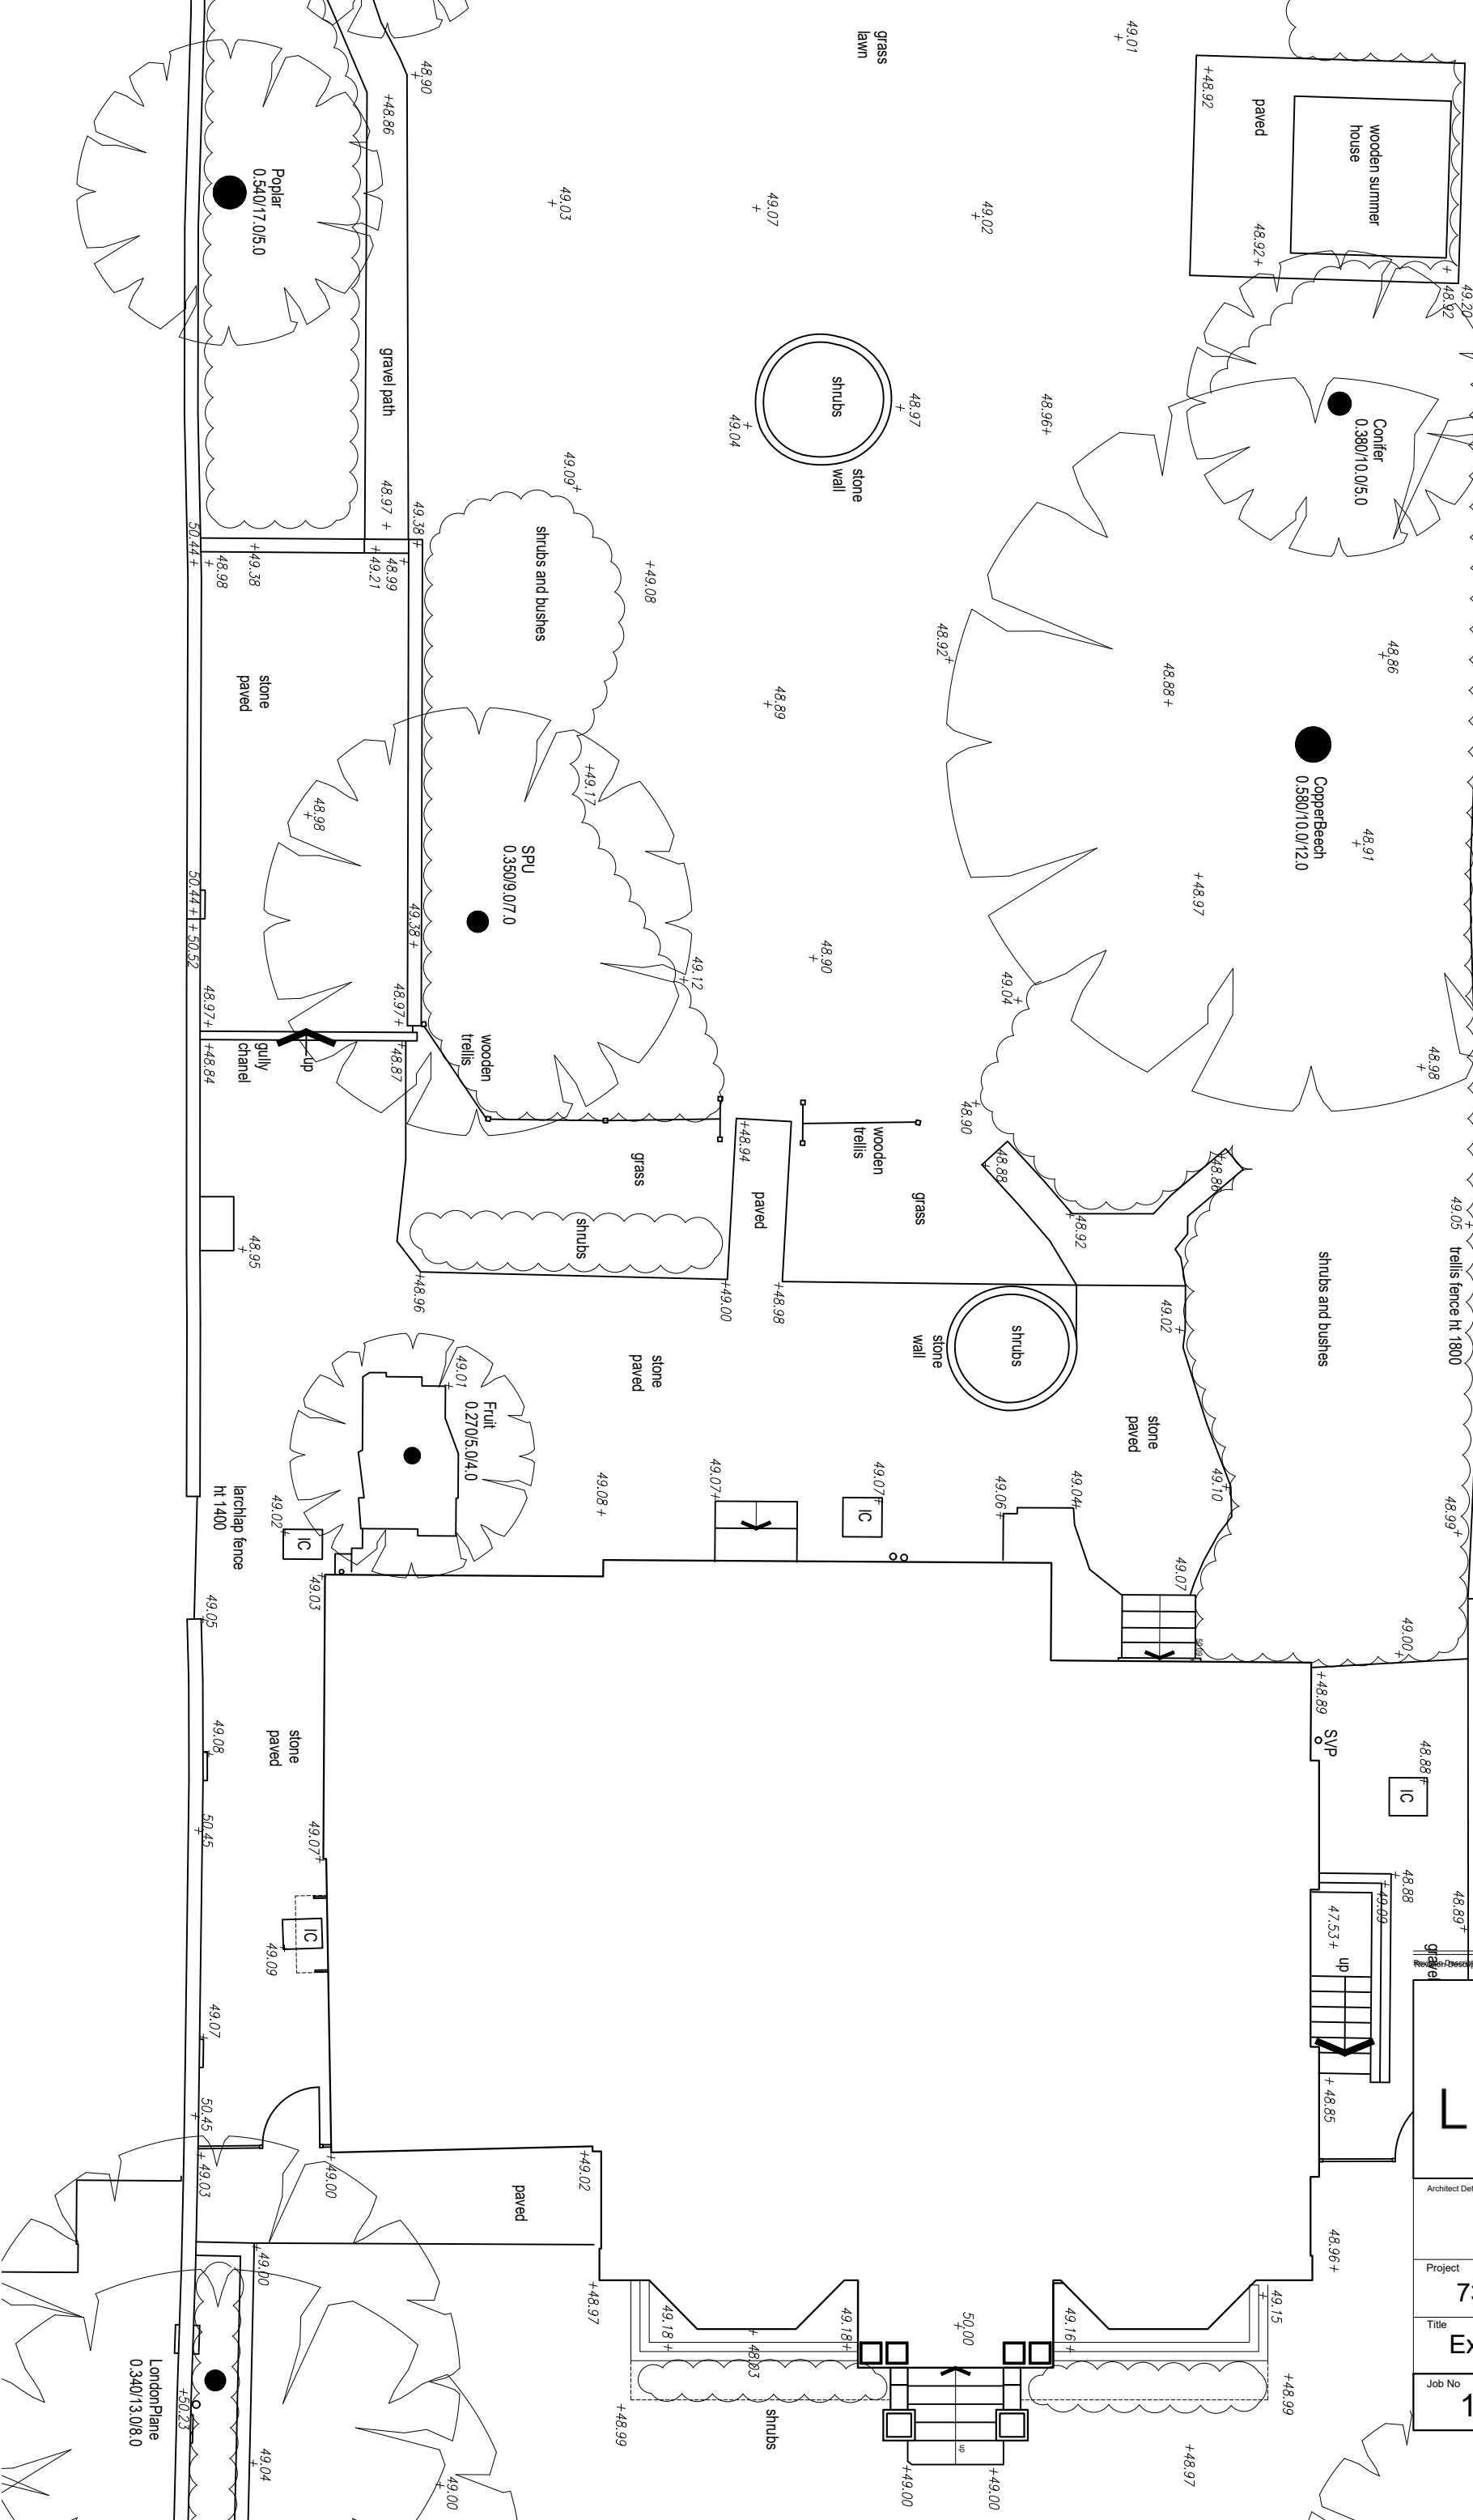 grass
lawn
49.01
48.92
paved
wooden summer
house
48.92
48.92
49.20
48.90
48.86
Poplar
0.540/17.0/5.0
49.03
49.07
49.02
gravel path
shrubs
48.97
49.04
stone
wall
48.96
Conifer
0.380/10.0/5.0
49.09
48.97
49.38
50.44
48.98
49.38
49.21
48.99
shrubs and bushes
49.08
48.92
48.88
48.86
stone
paved
48.89
49.17
48.98
CopperBeech
0.580/10.0/12.0
48.91
48.97
SPU
0.350/9.0/7.0
50.44
50.52
49.38
49.12
48.90
49.04
48.97
48.97
48.84
gully
chanel
up
48.87
wooden
trellis
48.98
48.90
48.94
wooden
trellis
grass
paved
grass
48.88
48.88
48.92
shrubs
48.95
48.96
49.00
48.98
49.02
49.05
trellis fence ht 1800
shrubs and bushes
shrubs
stone
wall
stone
paved
49.01
Fruit
0.270/5.0/4.0
stone
paved
larchlap fence
ht 1400
49.02
IC
49.08
49.07
49.07
IC
49.06
49.04
49.10
48.99
49.03
49.07
49.05
49.00
48.89
SVP
48.88
IC
49.08
stone
paved
50.45
49.07
48.88
49.09
48.89
47.53
up
IC
49.09
49.07
50.45
48.85
L
49.03
49.00
49.02
paved
48.96
49.00
48.97
49.18
48.93
49.18
50.00
49.16
49.15
Project
Title
Ex
Job No
1
LondonPlane
0.340/13.0/8.0
50.23
49.04
49.00
48.99
shrubs
up
49.00
49.00
48.97
48.99